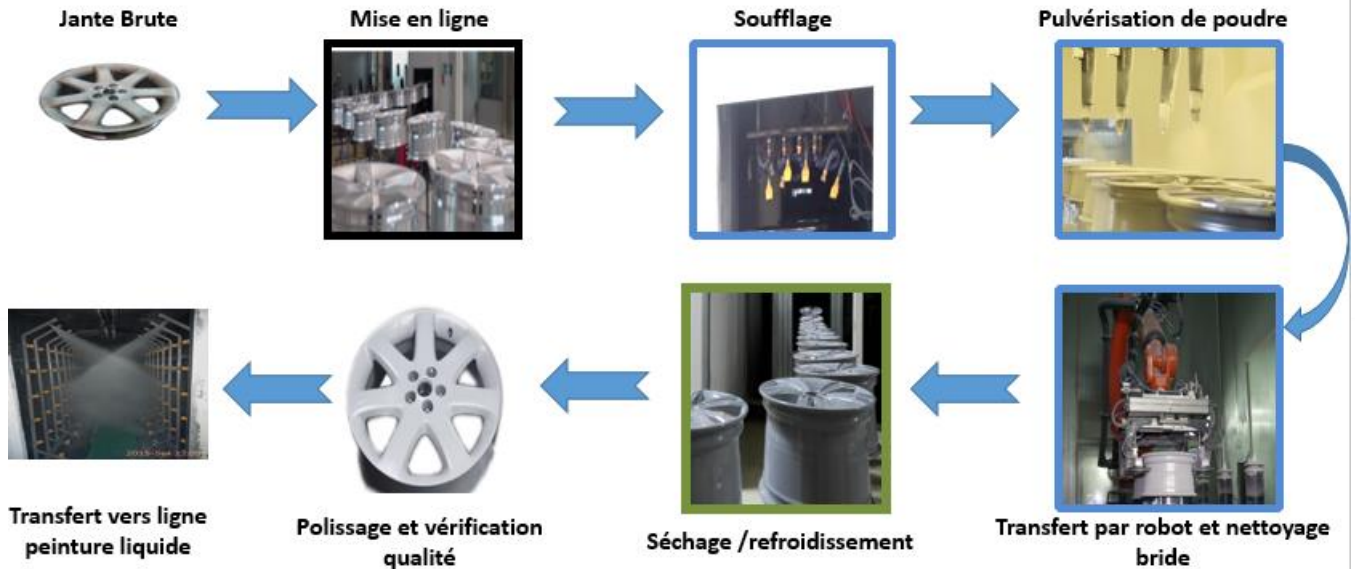 Jante Brute
Mise en ligne
Soufflage
Pulvérisation de poudre
Transfert vers ligne
peinture liquide
Polissage et vérification
qualité
Séchage /refroidissement
Transfert par robot et nettoyage
bride